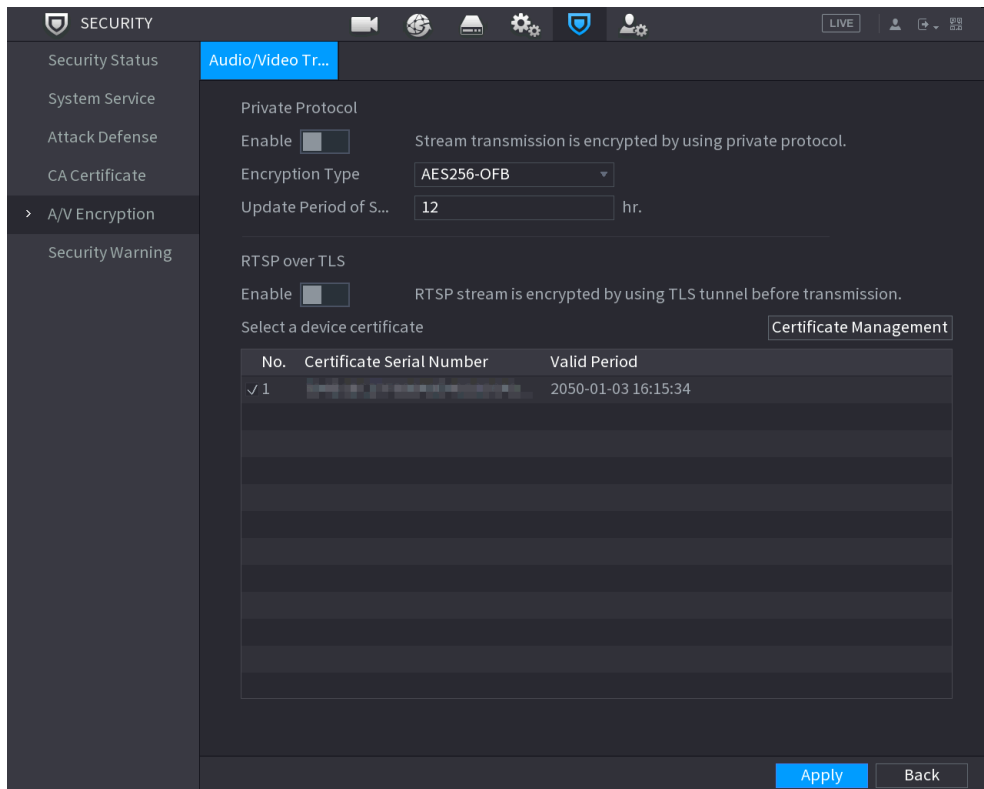 SECURITY
LIVE
Security Status
System Service
Attack Defense
CA Certificate
A/V Encryption
Security Warning
Audio/Video Tr...
Private Protocol
Enable Stream transmission is encrypted by using private protocol.
Encryption Type AES256-OFB
Update Period of S... 12 hr.
RTSP over TLS
Enable RTSP stream is encrypted by using TLS tunnel before transmission.
Select a device certificate Certificate Management
No. Certificate Serial Number Valid Period
1 2050-01-03 16:15:34
Apply Back